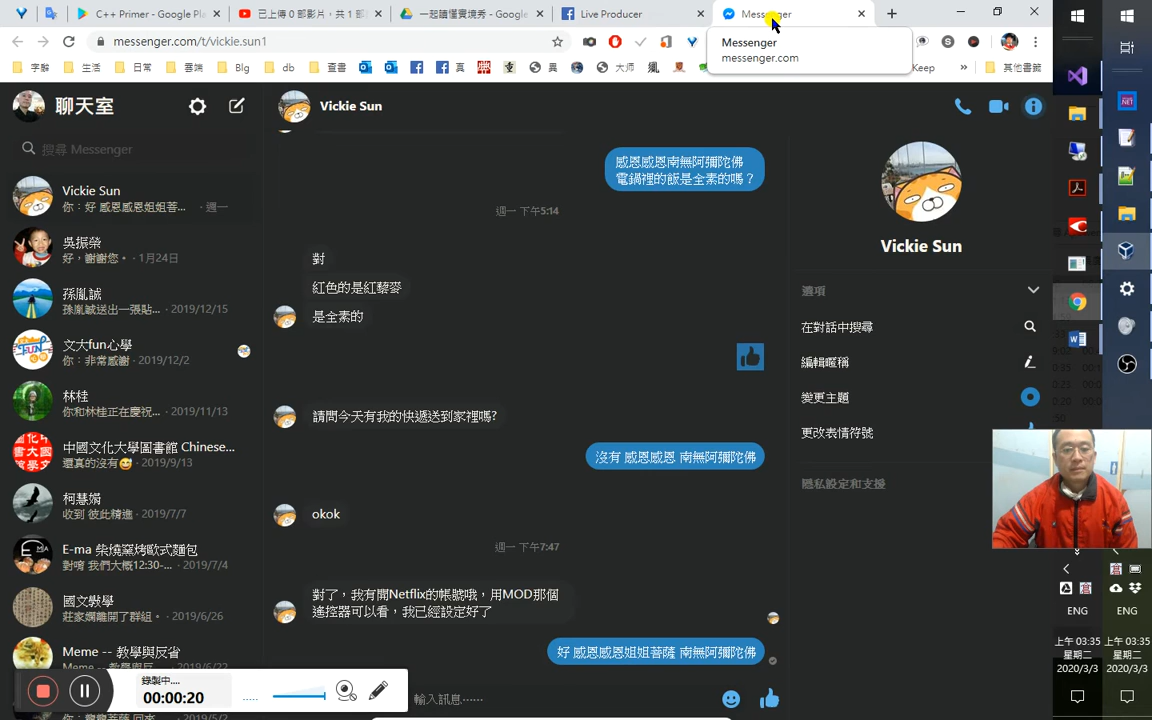 C++ Primer - Google Pl
已上傳 0 部影片，共 1 部
一起讀懂實境秀 - Google
Live Producer
Messenger
messenger.com/t/vickie.sun1
Messenger
messenger.com
字辭
生活
日常
雲端
Blg
db
查書
真
異
大师
Keep
其他書籤
聊天室
Vickie Sun
搜尋 Messenger
Vickie Sun
你：好 感恩感恩姐姐菩... · 週一
吳振榮
好，謝謝您。 · 1月24日
孫胤誠
孫胤誠送出一張貼... · 2019/12/15
文大fun心學
你：非常感謝 · 2019/12/2
林桂
你和林桂正在慶祝... · 2019/11/13
中國文化大學圖書館 Chinese...
還真的沒有😅 · 2019/9/13
柯慧娟
收到 彼此精進 · 2019/7/7
E-ma 柴燒窯烤歐式麵包
對唷 我們大概12:30-... · 2019/7/4
國文教學
莊家嫻離開了群組。 · 2019/6/26
Meme -- 教學與反省
感恩感恩南無阿彌陀佛
電鍋裡的飯是全素的嗎？
週一 下午5:14
對
紅色的是紅藜麥
是全素的
請問今天有我的快遞送到家裡嗎?
沒有 感恩感恩 南無阿彌陀佛
okok
週一 下午7:47
對了，我有開Netflix的帳號哦，用MOD那個
遙控器可以看，我已經設定好了
好 感恩感恩姐姐菩薩 南無阿彌陀佛
輸入訊息......
Vickie Sun
選項
在對話中搜尋
編輯暱稱
變更主題
更改表情符號
隱私設定和支援
錄製中....
00:00:20
ENG
上午 03:35
星期二
2020/3/3
ENG
上午 03:35
星期二
2020/3/3